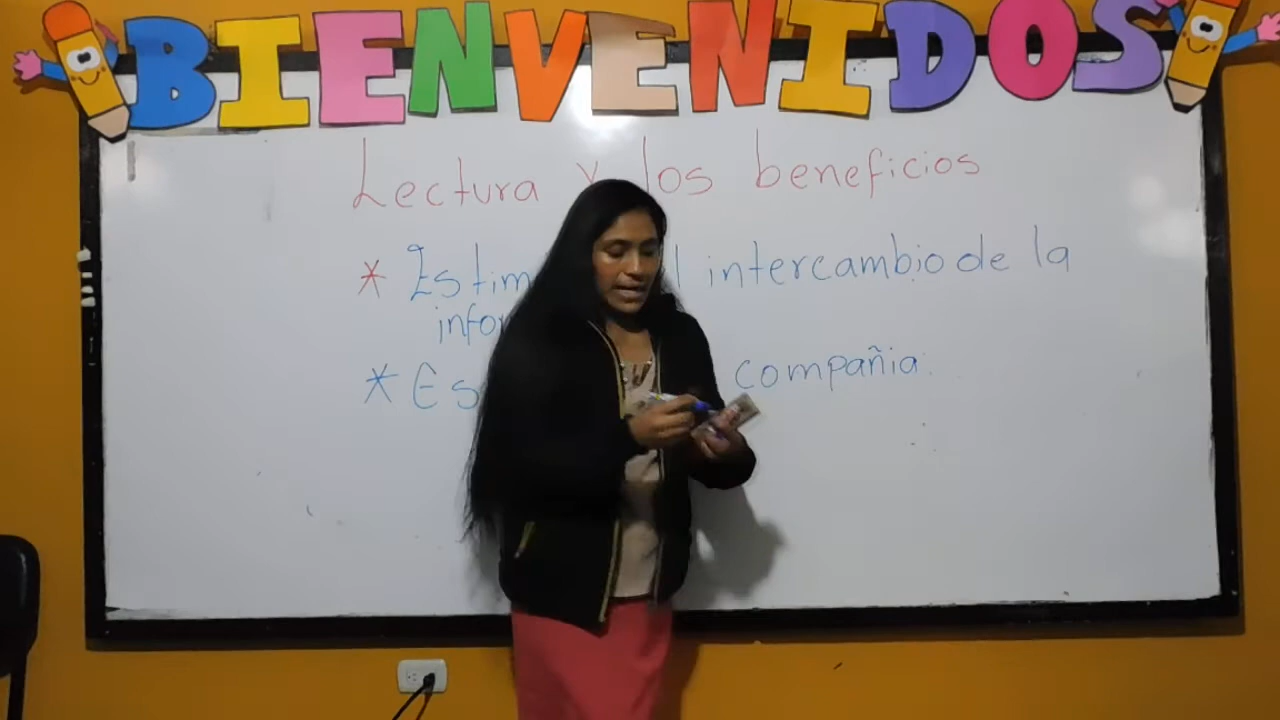 BIENVENIDOS
Lectura y los beneficios
* Estim l intercambio de la
infor
* Es compañia.